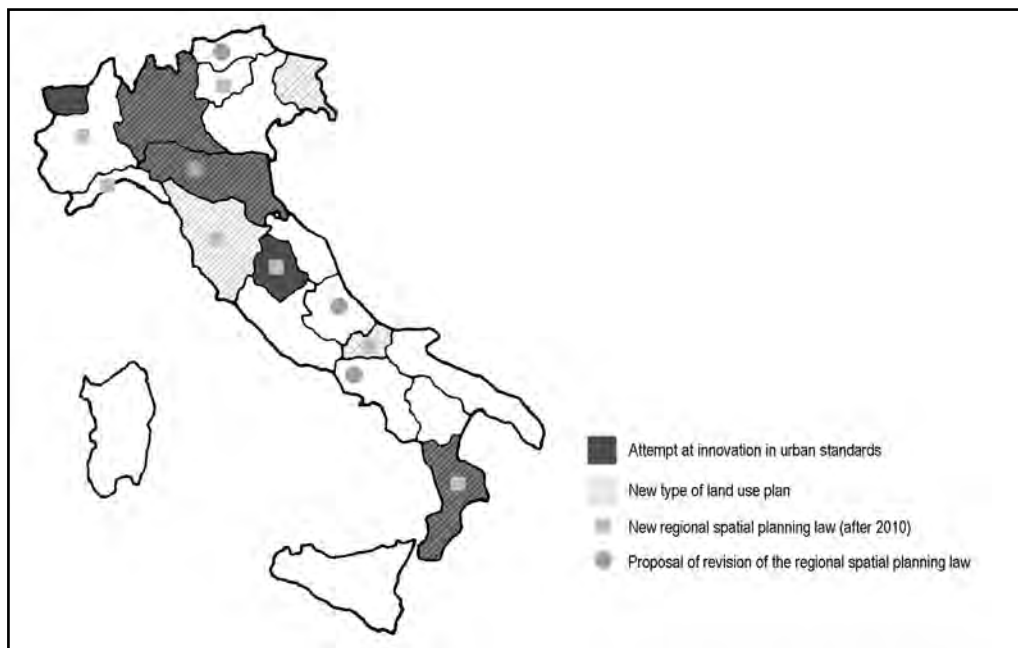 Attempt at innovation in urban standards
New type of land use plan
New regional spatial planning law (after 2010)
Proposal of revision of the regional spatial planning law